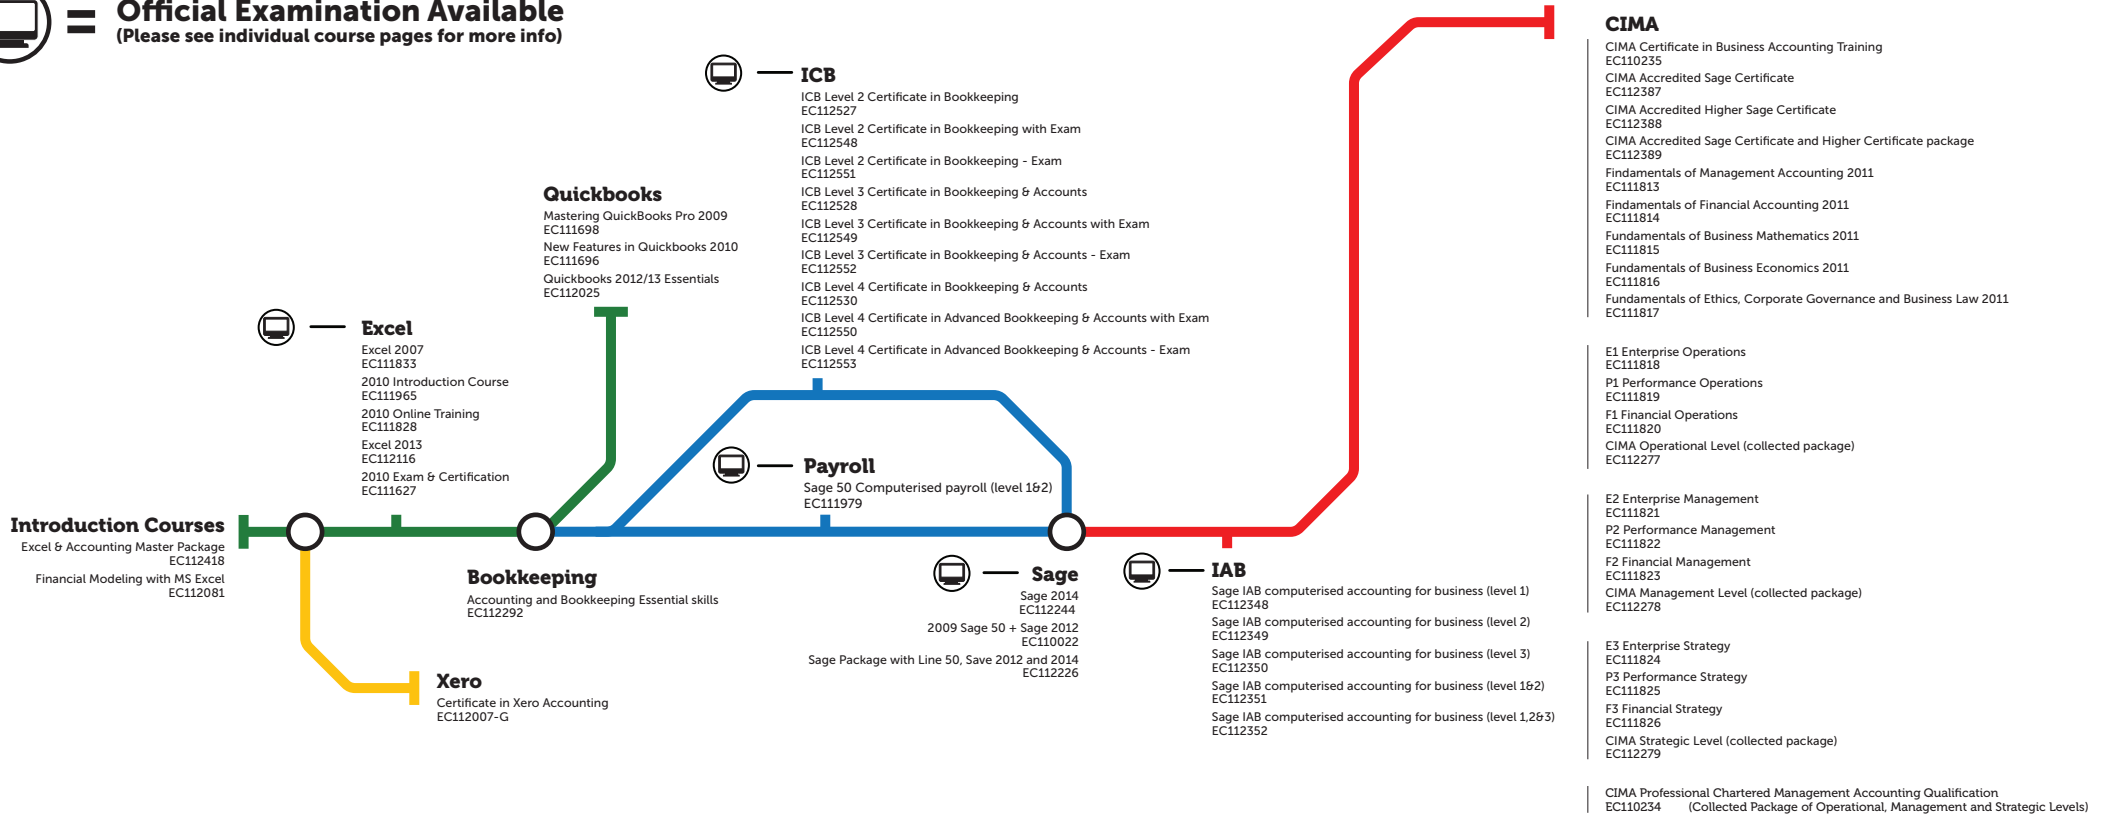 = Official Examination Available
(Please see individual course pages for more info)
Introduction Courses
Excel & Accounting Master Package
EC112418
Financial Modeling with MS Excel
EC112081
Excel
Excel 2007
EC111833
2010 Introduction Course
EC111965
2010 Online Training
EC111828
Excel 2013
EC112116
2010 Exam & Certification
EC111627
Xero
Certificate in Xero Accounting
EC112007-G
Bookkeeping
Accounting and Bookkeeping Essential skills
EC112292
Quickbooks
Mastering QuickBooks Pro 2009
EC111698
New Features in Quickbooks 2010
EC111696
Quickbooks 2012/13 Essentials
EC112025
ICB
ICB Level 2 Certificate in Bookkeeping
EC112527
ICB Level 2 Certificate in Bookkeeping with Exam
EC112548
ICB Level 2 Certificate in Bookkeeping - Exam
EC112551
ICB Level 3 Certificate in Bookkeeping & Accounts
EC112528
ICB Level 3 Certificate in Bookkeeping & Accounts with Exam
EC112549
ICB Level 3 Certificate in Bookkeeping & Accounts - Exam
EC112552
ICB Level 4 Certificate in Bookkeeping & Accounts
EC112530
ICB Level 4 Certificate in Advanced Bookkeeping & Accounts with Exam
EC112550
ICB Level 4 Certificate in Advanced Bookkeeping & Accounts - Exam
EC112553
Payroll
Sage 50 Computerised payroll (level 1&2)
EC111979
Sage
Sage 2014
EC112244
2009 Sage 50 + Sage 2012
EC110022
Sage Package with Line 50, Save 2012 and 2014
EC112226
IAB
Sage IAB computerised accounting for business (level 1)
EC112348
Sage IAB computerised accounting for business (level 2)
EC112349
Sage IAB computerised accounting for business (level 3)
EC112350
Sage IAB computerised accounting for business (level 1&2)
EC112351
Sage IAB computerised accounting for business (level 1,2&3)
EC112352
CIMA
CIMA Certificate in Business Accounting Training
EC110235
CIMA Accredited Sage Certificate
EC112387
CIMA Accredited Higher Sage Certificate
EC112388
CIMA Accredited Sage Certificate and Higher Certificate package
EC112389
Findamentals of Management Accounting 2011
EC111813
Findamentals of Financial Accounting 2011
EC111814
Fundamentals of Business Mathematics 2011
EC111815
Fundamentals of Business Economics 2011
EC111816
Fundamentals of Ethics, Corporate Governance and Business Law 2011
EC111817
E1 Enterprise Operations
EC111818
P1 Performance Operations
EC111819
F1 Financial Operations
EC111820
CIMA Operational Level (collected package)
EC112277
E2 Enterprise Management
EC111821
P2 Performance Management
EC111822
F2 Financial Management
EC111823
CIMA Management Level (collected package)
EC112278
E3 Enterprise Strategy
EC111824
P3 Performance Strategy
EC111825
F3 Financial Strategy
EC111826
CIMA Strategic Level (collected package)
EC112279
CIMA Professional Chartered Management Accounting Qualification
EC110234 (Collected Package of Operational, Management and Strategic Levels)